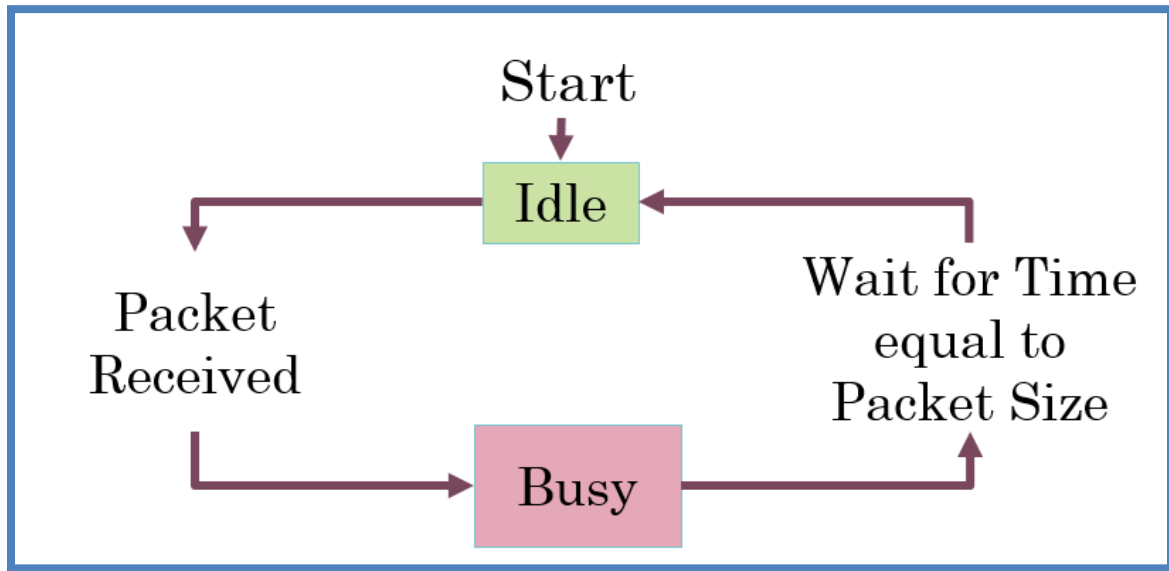 Start
Idle
Packet
Received
Wait for Time
equal to
Packet Size
Busy